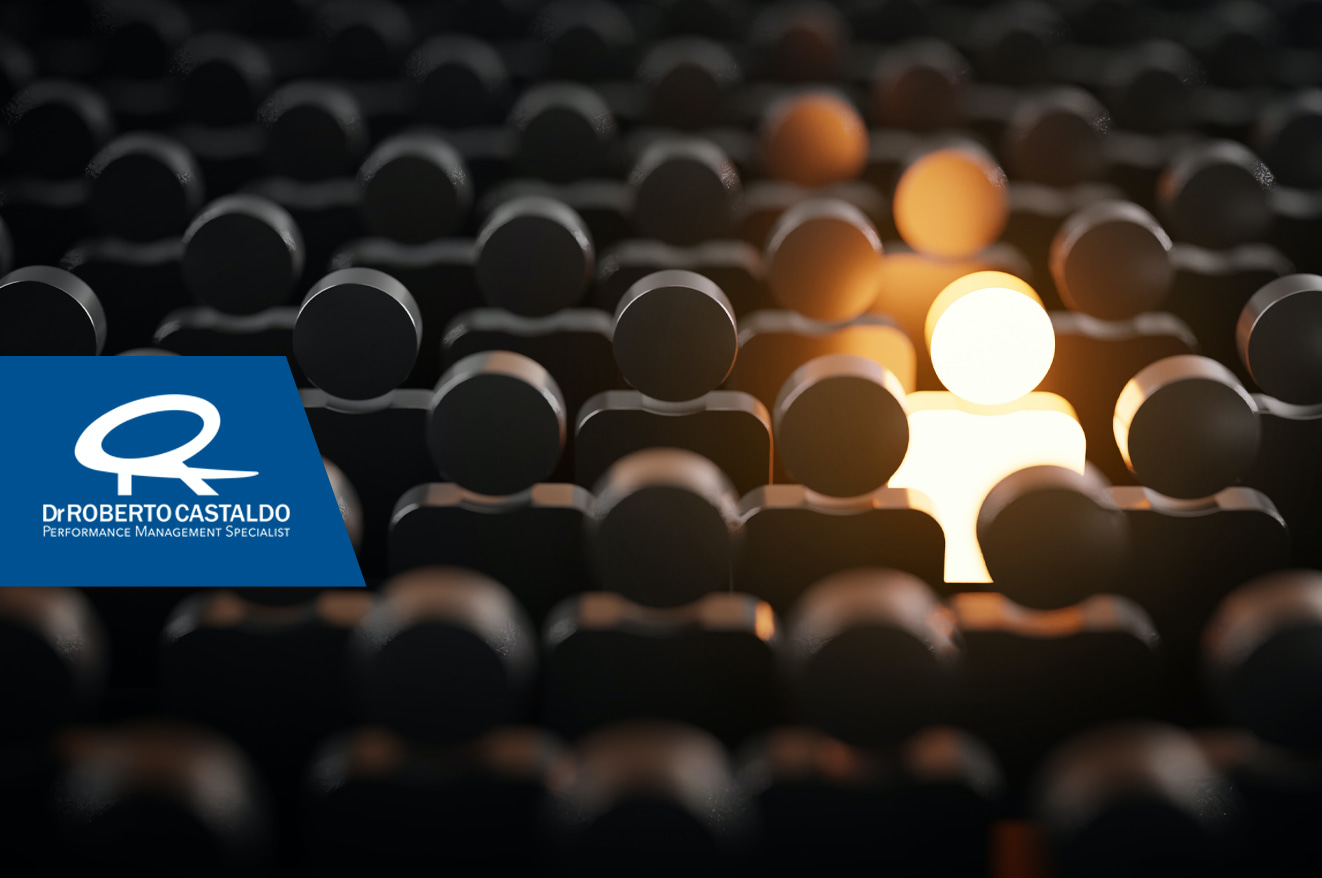 Dr ROBERTO CASTALDO
PERFORMANCE MANAGEMENT SPECIALIST